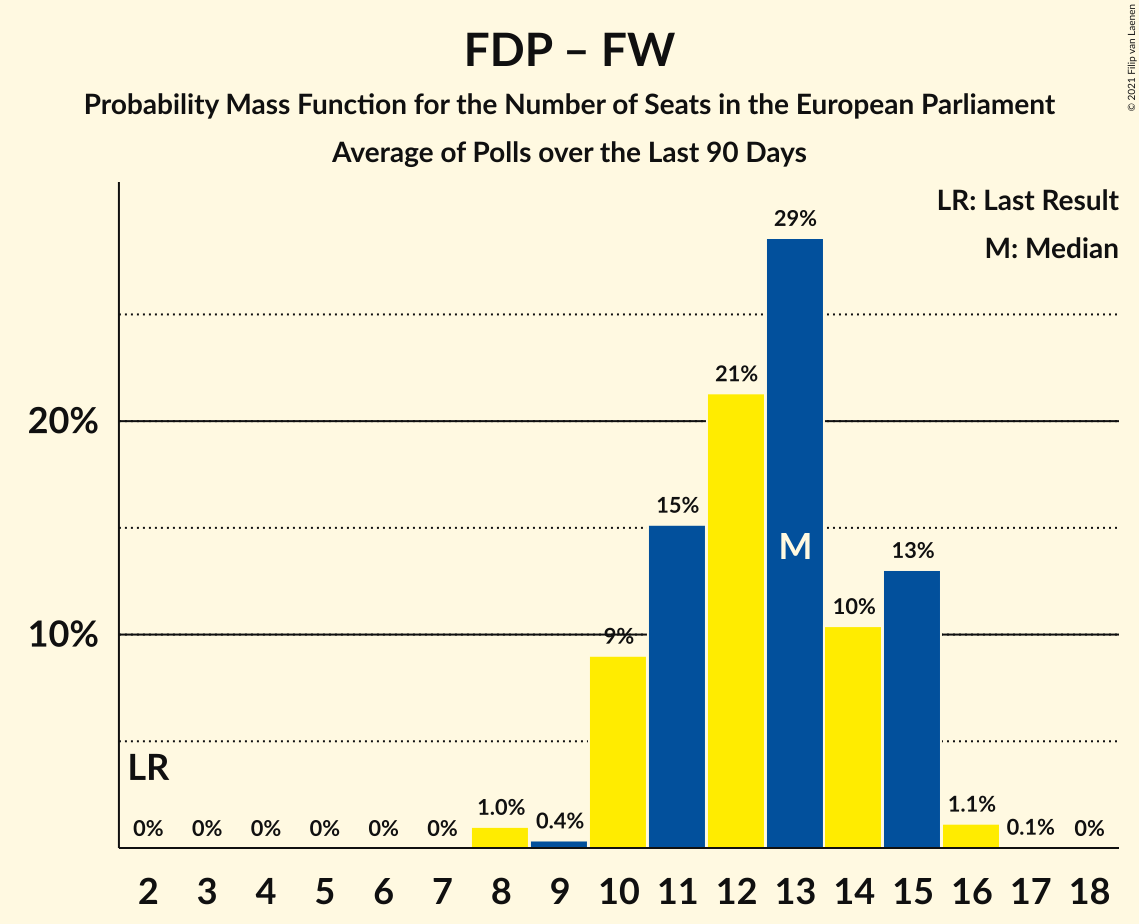 FDP – FW
Probability Mass Function for the Number of Seats in the European Parliament
Average of Polls over the Last 90 Days
© 2021 Filip van Laenen
LR: Last Result
M: Median
29%
21%
20%
15%
M
13%
10%
10%
9%
LR
1.0%
0.4%
1.1%
0.1%
0%
0% 0% 0% 0% 0% 0%
2 3 4 5 6 7 8 9 10 11 12 13 14 15 16 17 18